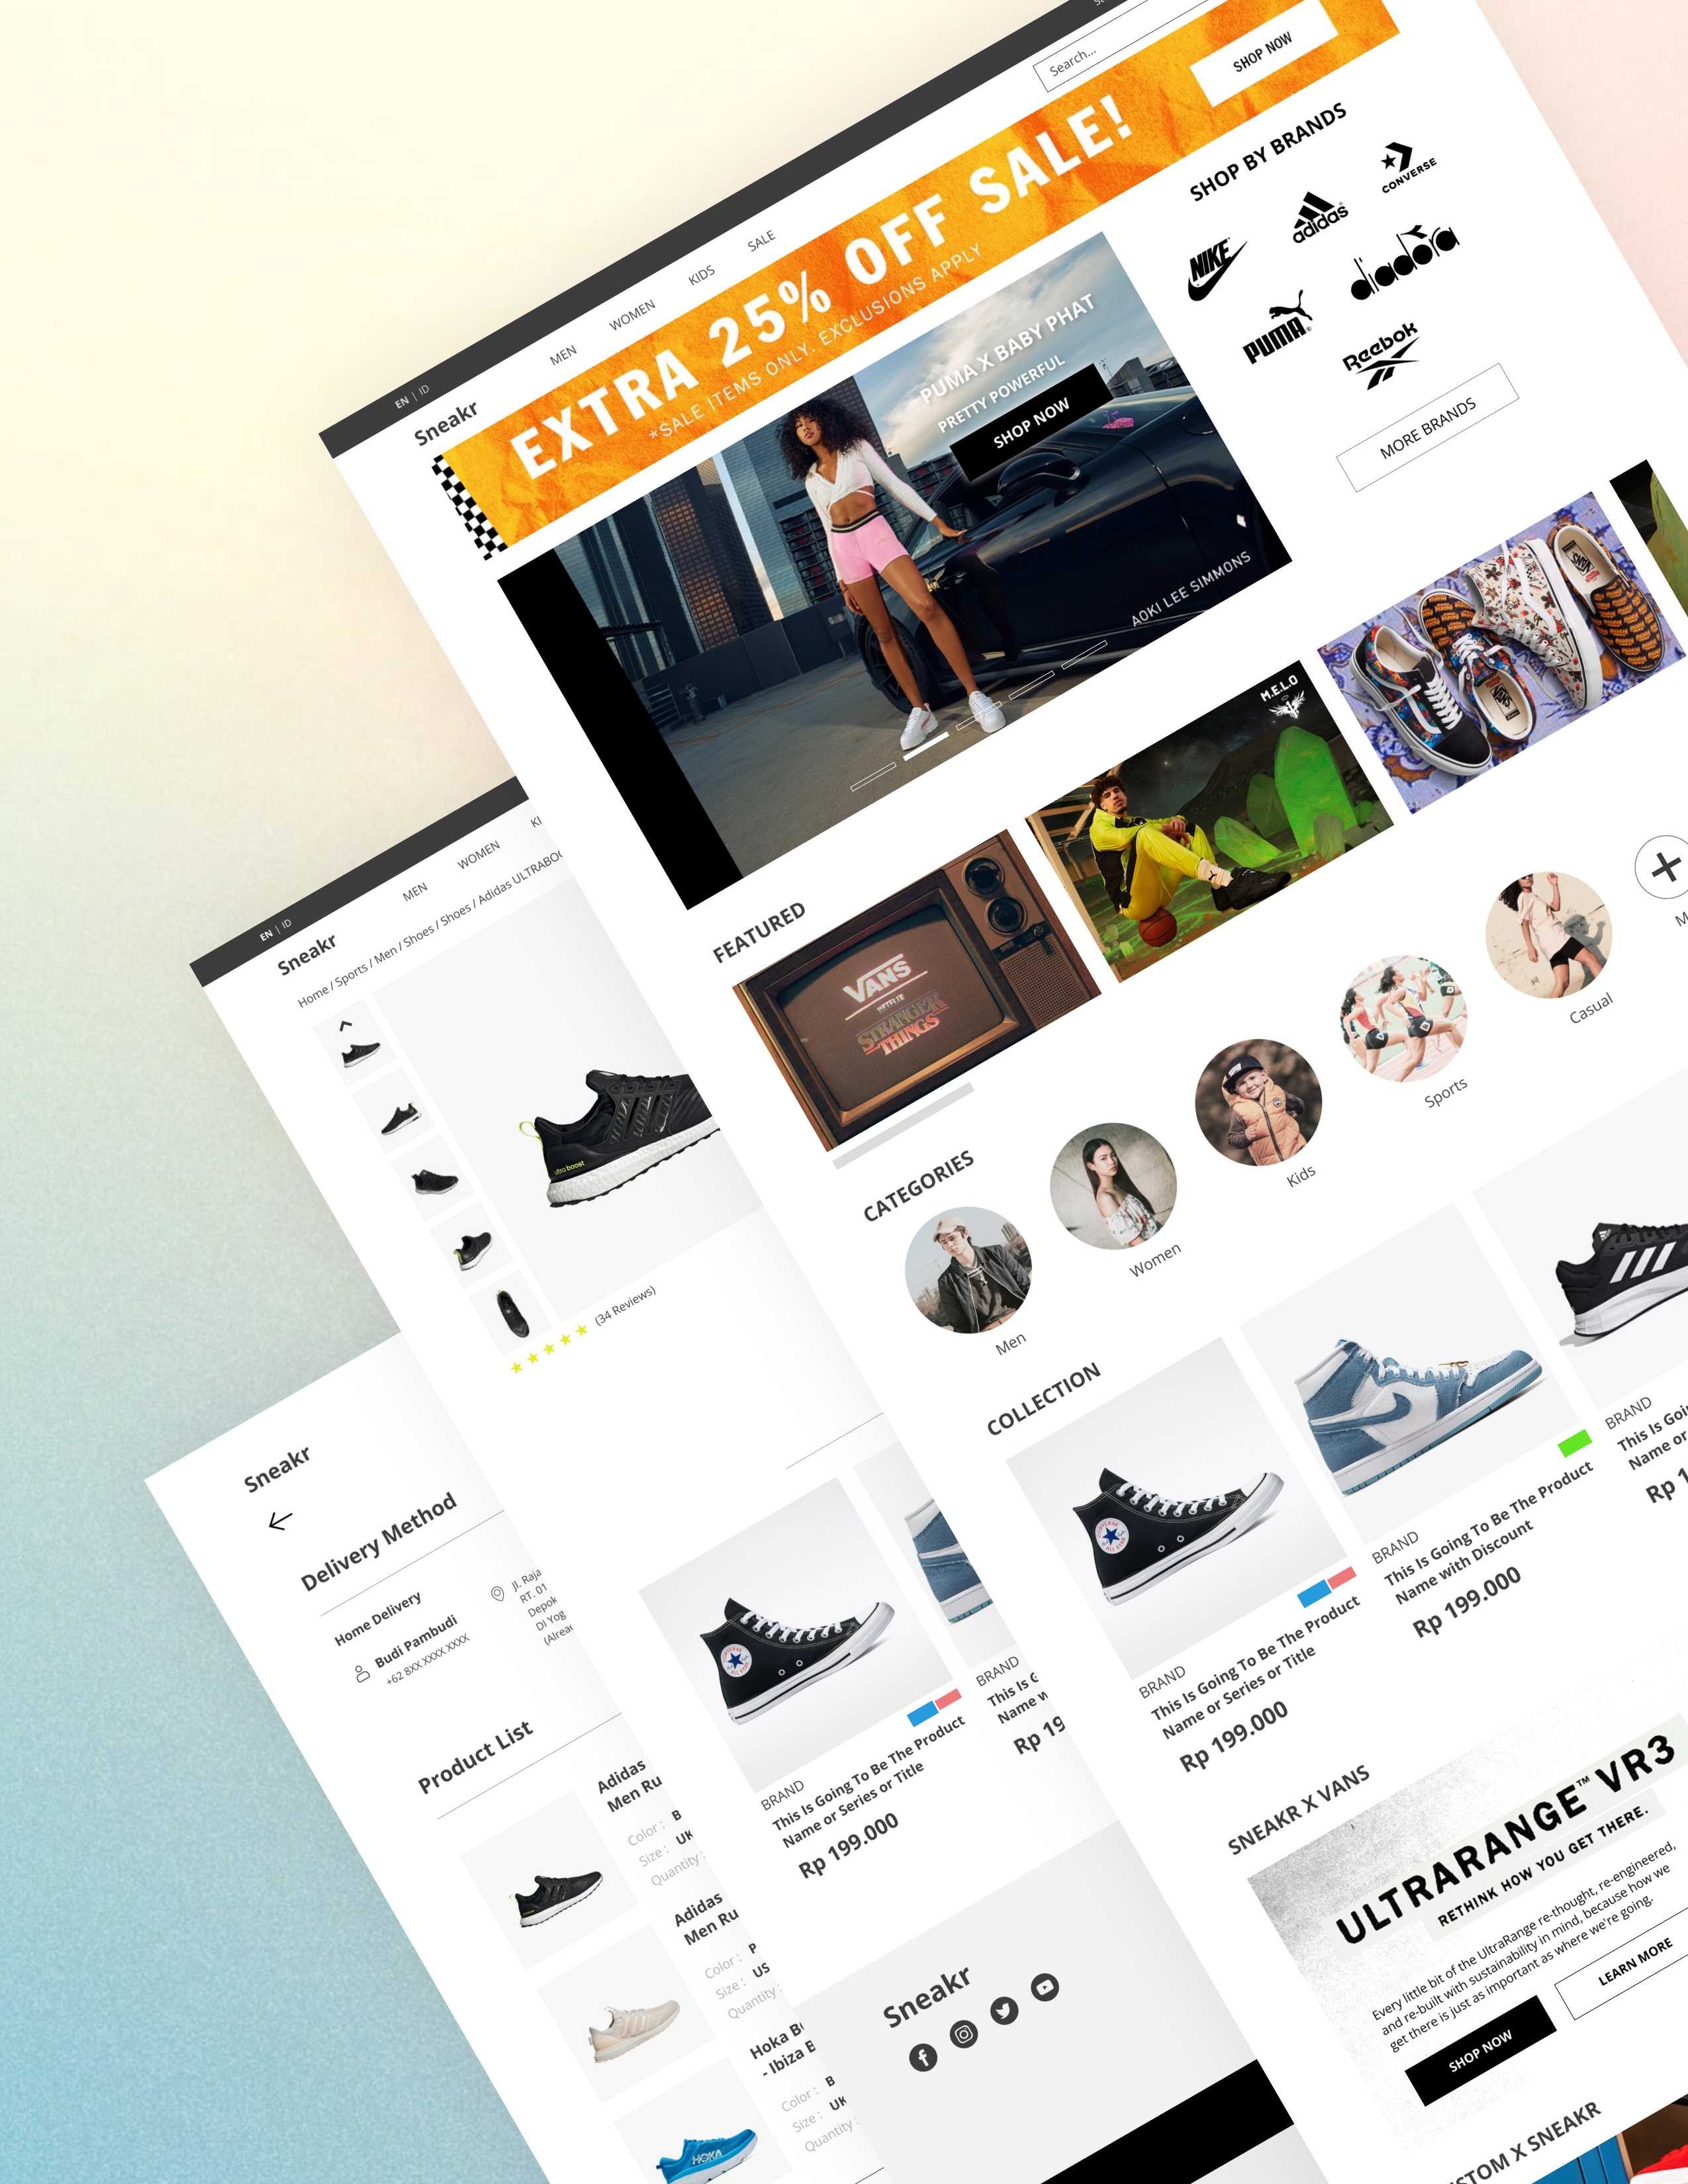 EN | ID
Sneakr
MEN
WOMEN
KIDS
SALE
Search...
EXTRA 25% OFF SALE!
*SALE ITEMS ONLY. EXCLUSIONS APPLY
SHOP NOW
PUMA X BABY PHAT
PRETTY POWERFUL
SHOP NOW
AOKI LEE SIMMONS
SHOP BY BRANDS
NIKE
adidas
CONVERSE
PUMA
diadora
Reebok
MORE BRANDS
FEATURED
VANS
NETFLIX
STRANGER
THINGS
M.E.L.O
VANS
CATEGORIES
Men
Women
Kids
Sports
Casual
COLLECTION
CONVERSE
ALL STAR
BRAND
This Is Going To Be The Product
Name or Series or Title
Rp 199.000
BRAND
This Is Going To Be The Product
Name with Discount
Rp 199.000
BRAND
This Is Goi
Name or
Rp 1
SNEAKR X VANS
ULTRARANGE™ VR3
RETHINK HOW YOU GET THERE.
Every little bit of the UltraRange re-thought, re-engineered,
and re-built with sustainability in mind, because how we
get there is just as important as where we're going.
SHOP NOW
LEARN MORE
STOM X SNEAKR
EN | ID
Sneakr
MEN
WOMEN
KI
Home / Sports / Men / Shoes / Shoes / Adidas ULTRABOO
ultraboost
(34 Reviews)
CONVERSE
ALL STAR
BRAND
This Is Going To Be The Product
Name or Series or Title
Rp 199.000
BRAND
This Is G
Name w
Rp 19
Sneakr
Sneakr
Delivery Method
Home Delivery
Budi Pambudi
+62 8XX XXXX XXXX
Jl. Raja
RT. 01
Depok
DI Yog
(Alrea
Product List
Adidas
Men Ru
Color : B
Size : UK
Quantity :
Adidas
Men Ru
Color : P
Size : US
Quantity :
Hoka B
- Ibiza B
Color : B
Size : UK
Quantity :
HOKA